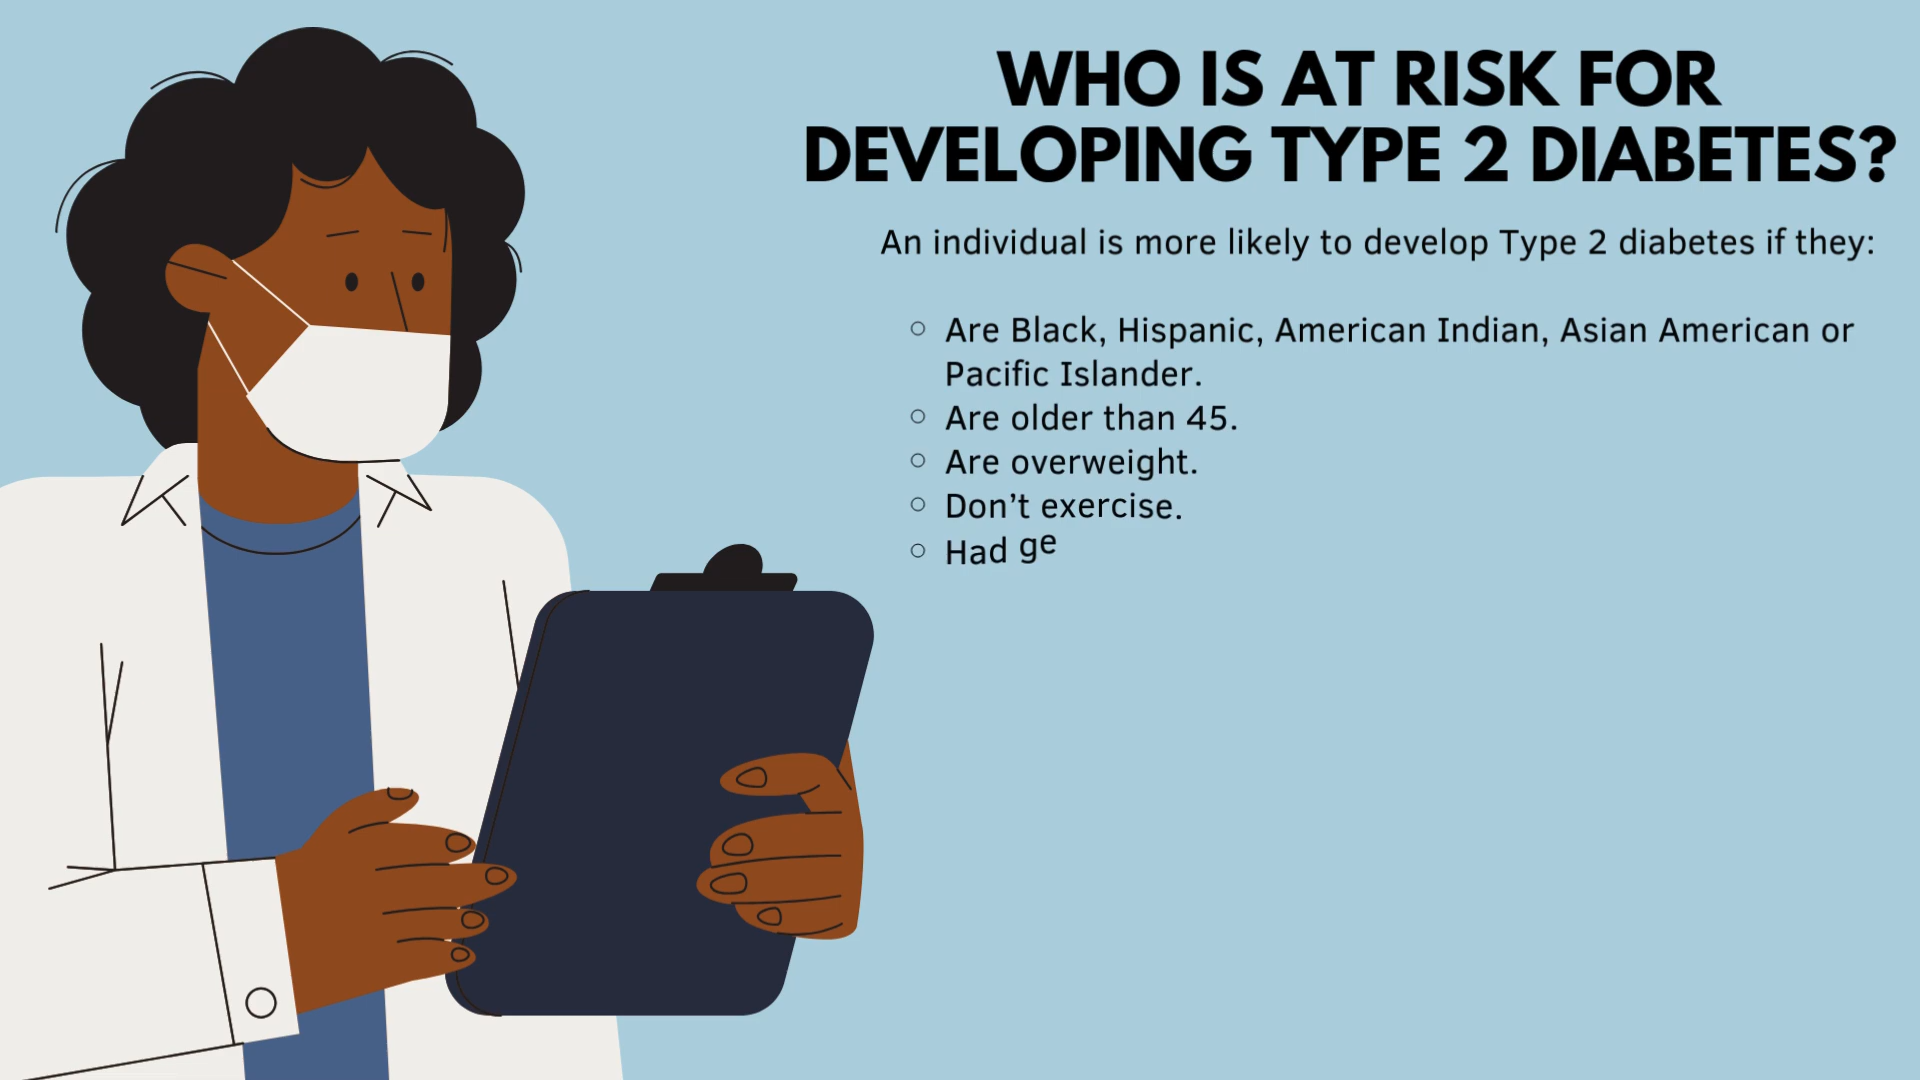 WHO IS AT RISK FOR
DEVELOPING TYPE 2 DIABETES?
An individual is more likely to develop Type 2 diabetes if they:
Are Black, Hispanic, American Indian, Asian American or
Pacific Islander.
Are older than 45.
Are overweight.
Don’t exercise.
Had ge